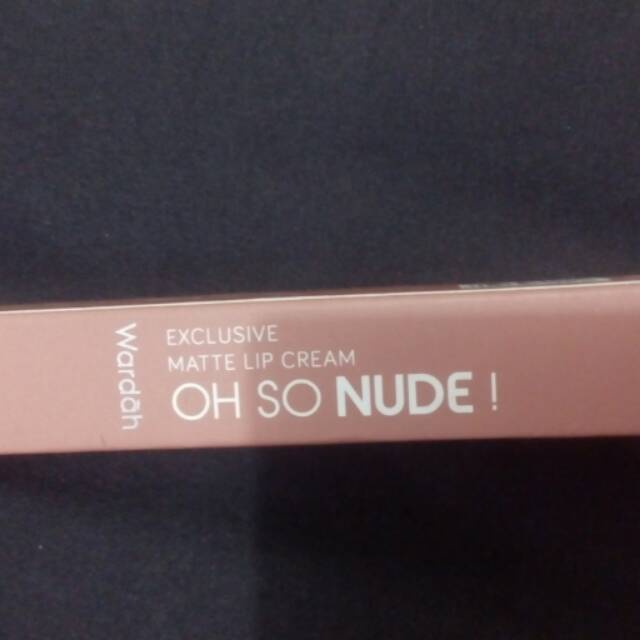 Wardah
EXCLUSIVE
MATTE LIP CREAM
OH SO NUDE !